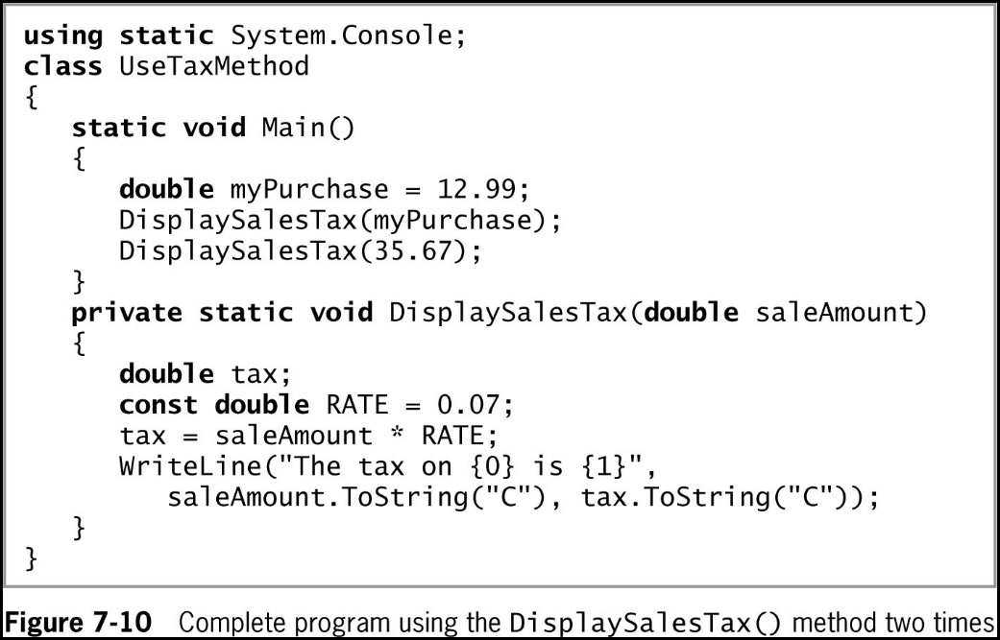 using static System.Console;
class UseTaxMethod
{
   static void Main()
   {
      double myPurchase = 12.99;
      DisplaySalesTax(myPurchase);
      DisplaySalesTax(35.67);
   }
   private static void DisplaySalesTax(double saleAmount)
   {
      double tax;
      const double RATE = 0.07;
      tax = saleAmount * RATE;
      WriteLine("The tax on {0} is {1}",
         saleAmount.ToString("C"), tax.ToString("C"));
   }
}
Figure 7-10 Complete program using the DisplaySalesTax() method two times